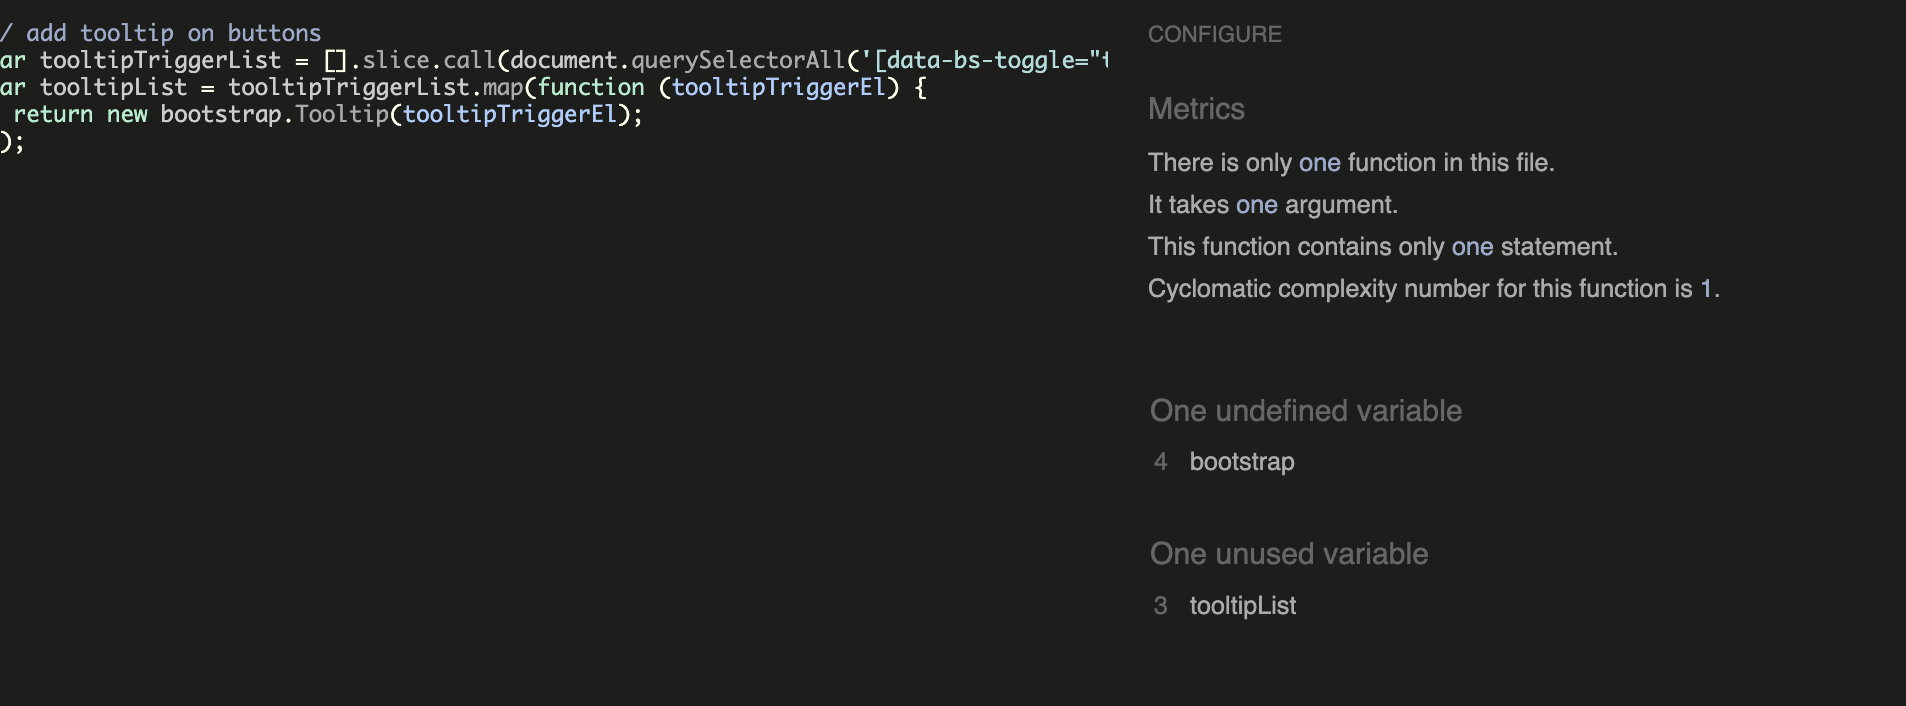 / add tooltip on buttons
ar tooltipTriggerList = [].slice.call(document.querySelectorAll('[data-bs-toggle="t
ar tooltipList = tooltipTriggerList.map(function (tooltipTriggerEl) {
return new bootstrap.Tooltip(tooltipTriggerEl);
);
CONFIGURE
Metrics
There is only one function in this file.
It takes one argument.
This function contains only one statement.
Cyclomatic complexity number for this function is 1.
One undefined variable
4 bootstrap
One unused variable
3 tooltipList